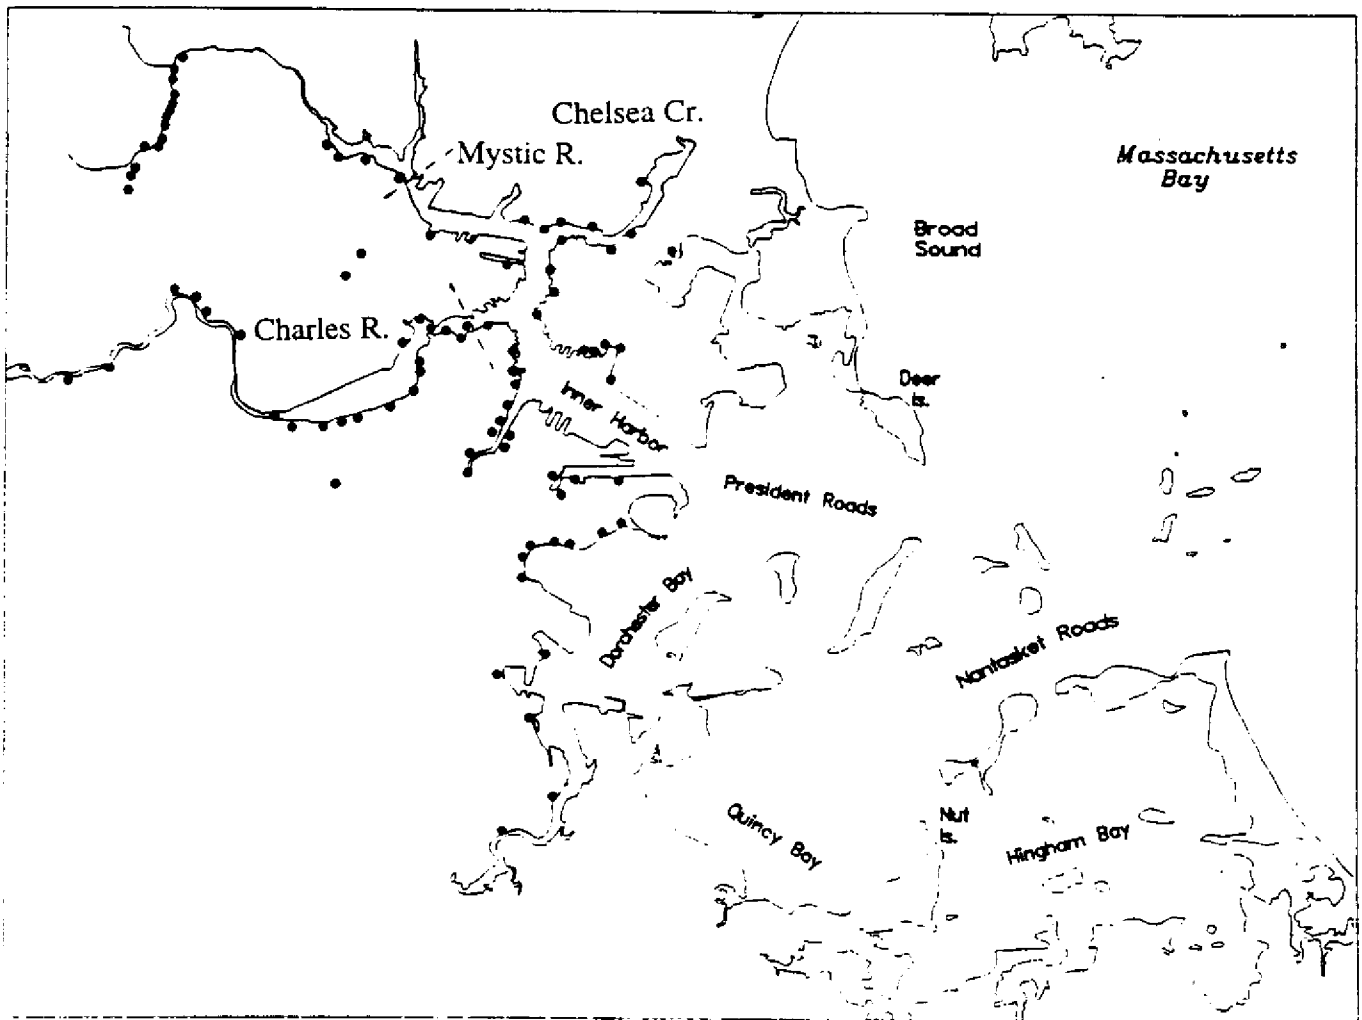 Chelsea Cr.
Mystic R.
Massachusetts
Bay
Broad
Sound
Charles R.
Deer
Is.
Inner Harbor
President Roads
Dorchester Bay
Nantasket Roads
Quincy Bay
Nut
Is.
Hingham Bay